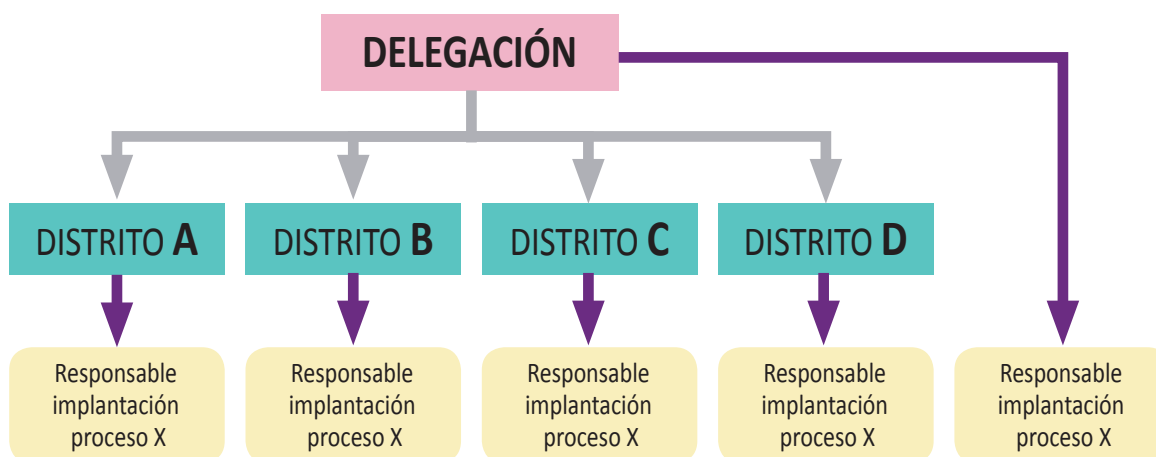 DELEGACIÓN
DISTRITO A
DISTRITO B
DISTRITO C
DISTRITO D
Responsable
implantación
proceso X
Responsable
implantación
proceso X
Responsable
implantación
proceso X
Responsable
implantación
proceso X
Responsable
implantación
proceso X